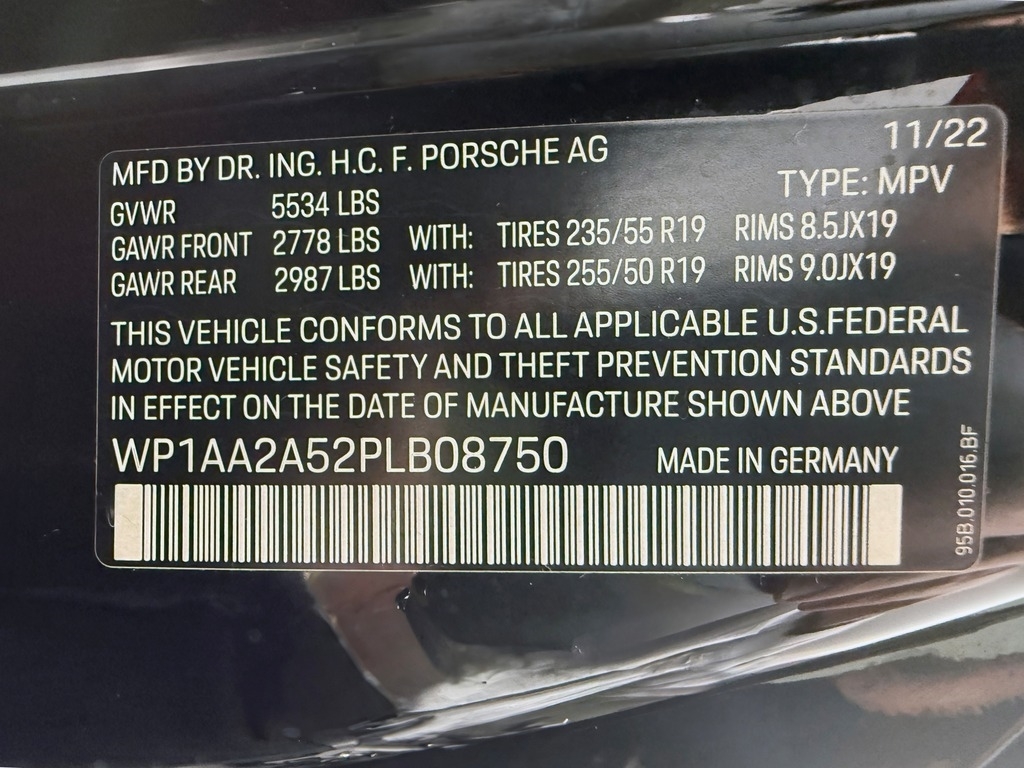 11/22
MFD BY DR. ING. H.C. F. PORSCHE AG
TYPE: MPV
GVWR 5534 LBS
GAWR FRONT 2778 LBS WITH: TIRES 235/55 R19 RIMS 8.5JX19
GAWR REAR 2987 LBS WITH: TIRES 255/50 R19 RIMS 9.0JX19
THIS VEHICLE CONFORMS TO ALL APPLICABLE U.S.FEDERAL
MOTOR VEHICLE SAFETY AND THEFT PREVENTION STANDARDS
IN EFFECT ON THE DATE OF MANUFACTURE SHOWN ABOVE
WP1AA2A52PLB08750 MADE IN GERMANY
95B.010.016.BF